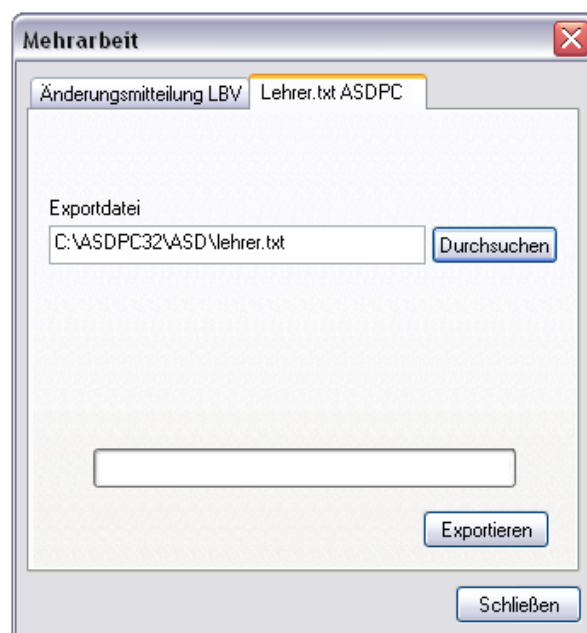 Mehrarbeit
Änderungsmitteilung LBV
Lehrer.txt ASDPC
Exportdatei
C:\ASDPC32\ASD\lehrer.txt
Durchsuchen
Exportieren
Schließen